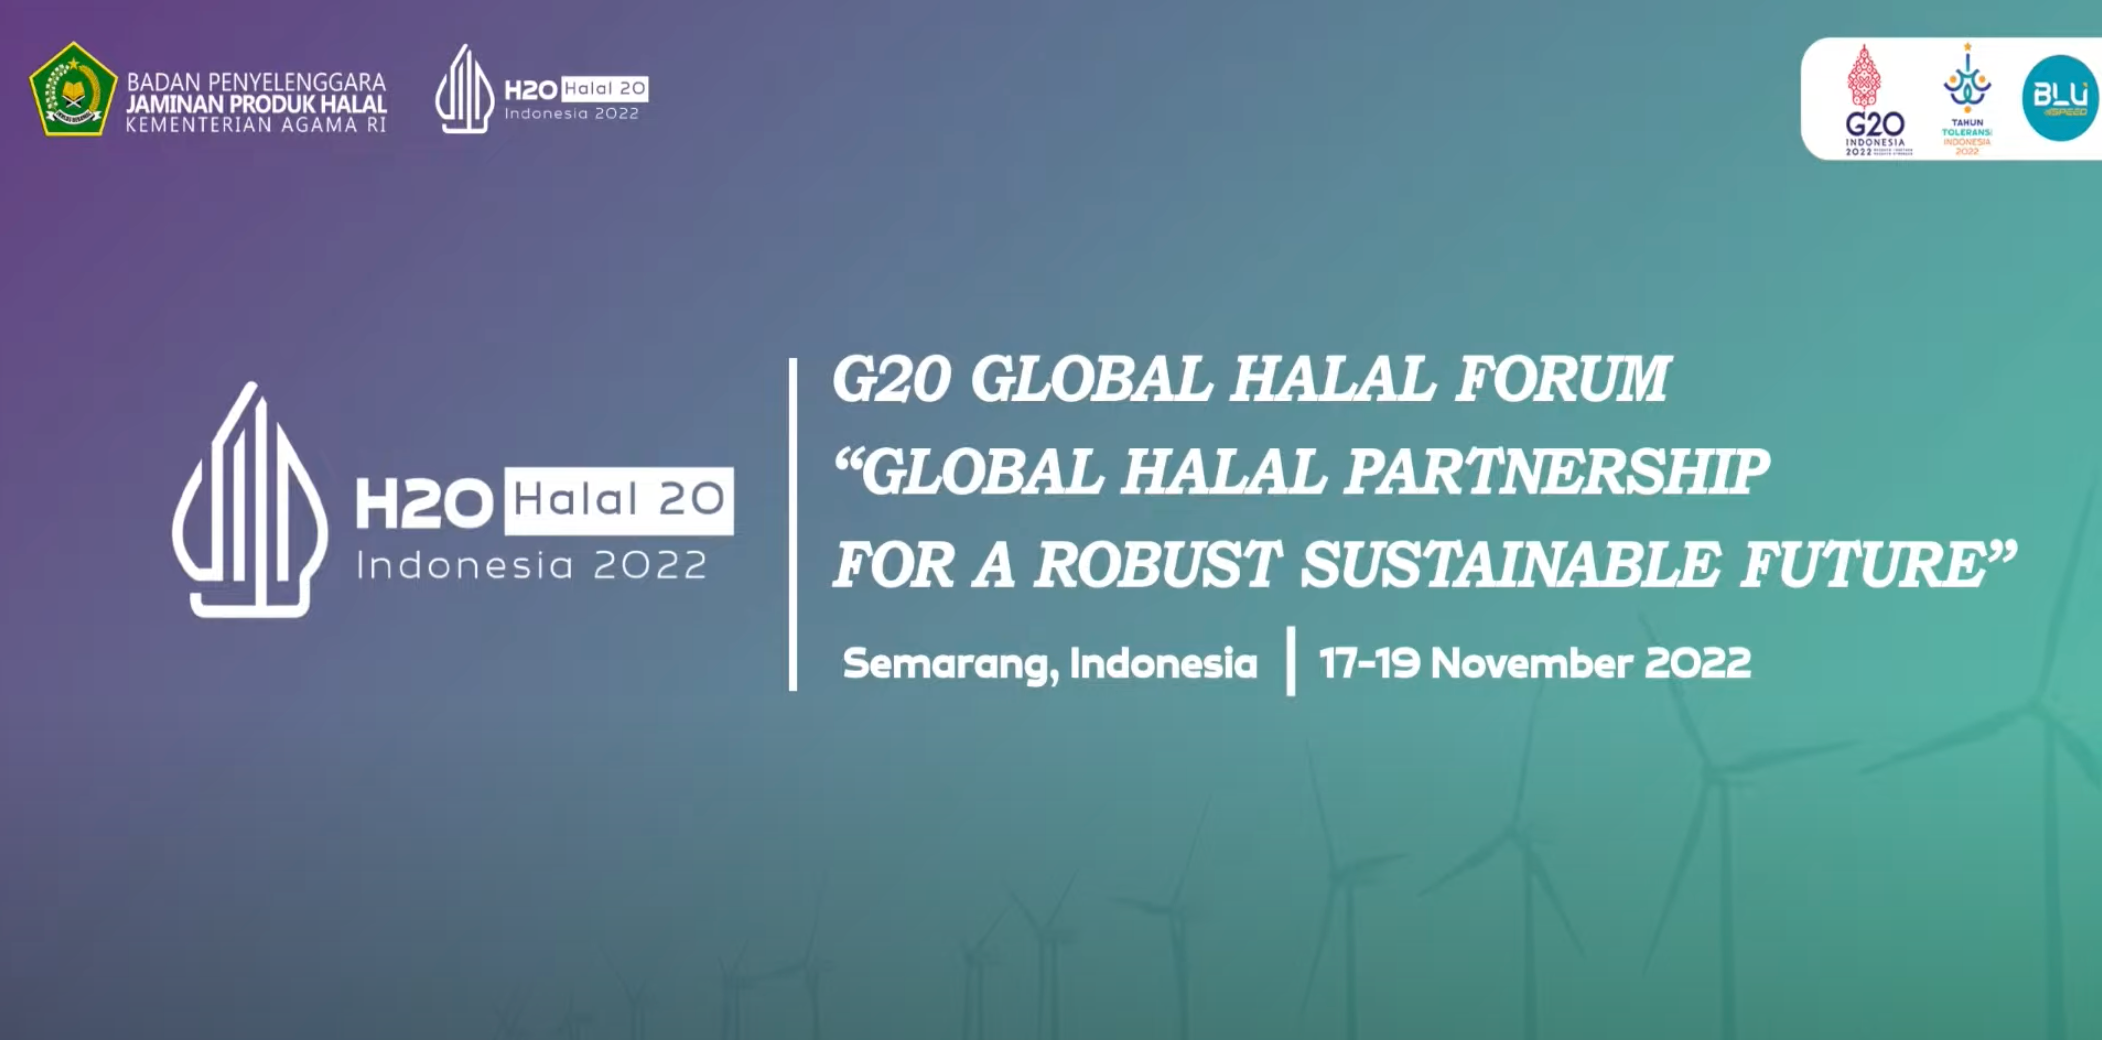 BADAN PENYELENGGARA
JAMINAN PRODUK HALAL
KEMENTERIAN AGAMA RI
H2O Halal 20
Indonesia 2022
G20
INDONESIA
2022
TAHUN
TOLERANSI
INDONESIA
2022
BLU
SPEED
H2O Halal 20
Indonesia 2022
G20 GLOBAL HALAL FORUM
“GLOBAL HALAL PARTNERSHIP
FOR A ROBUST SUSTAINABLE FUTURE”
Semarang, Indonesia | 17-19 November 2022